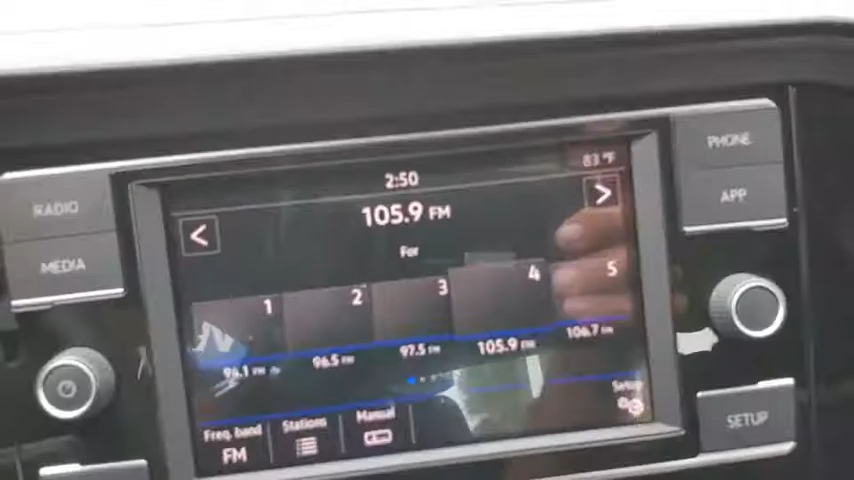 2:50
83 °F
RADIO
MEDIA
PHONE
APP
<
105.9 FM
>
For
1
2
3
4
5
94.1 FM
96.5 FM
97.5 FM
105.9 FM
106.7 FM
Freq. band
FM
Stations
Manual
Setup
SETUP